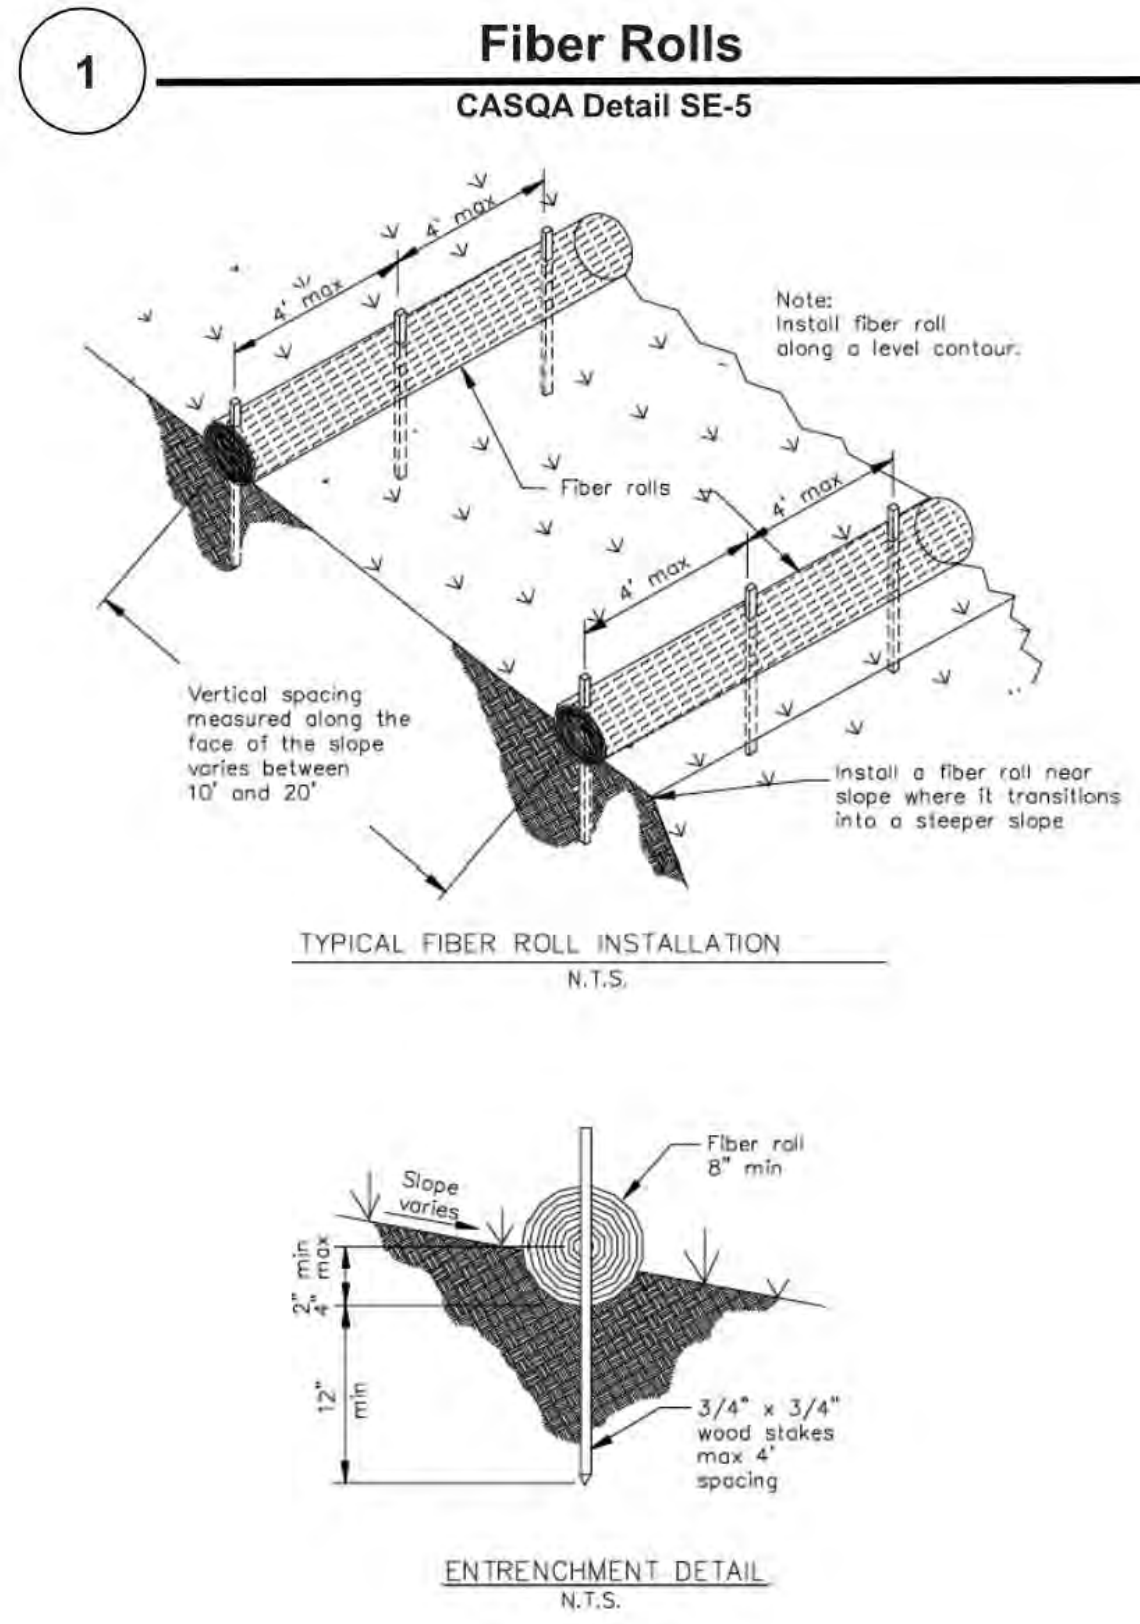 1
Fiber Rolls
CASQA Detail SE-5
4' max
4' max
Note:
Install fiber roll
along a level contour.
Fiber rolls
4' max
4' max
Vertical spacing
measured along the
face of the slope
varies between
10' and 20'
Install a fiber roll near
slope where it transitions
into a steeper slope
TYPICAL FIBER ROLL INSTALLATION
N.T.S.
Fiber roll
8" min
Slope
varies
2" min
4" max
12"
min
3/4" x 3/4"
wood stakes
max 4'
spacing
ENTRENCHMENT DETAIL
N.T.S.